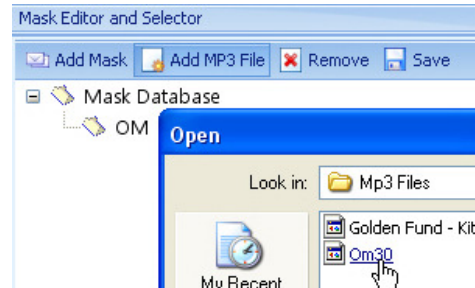 Mask Editor and Selector
Add Mask Add MP3 File Remove Save
Mask Database
OM
Open
Look in: Mp3 Files
Golden Fund - Kit
Om30
My Recent